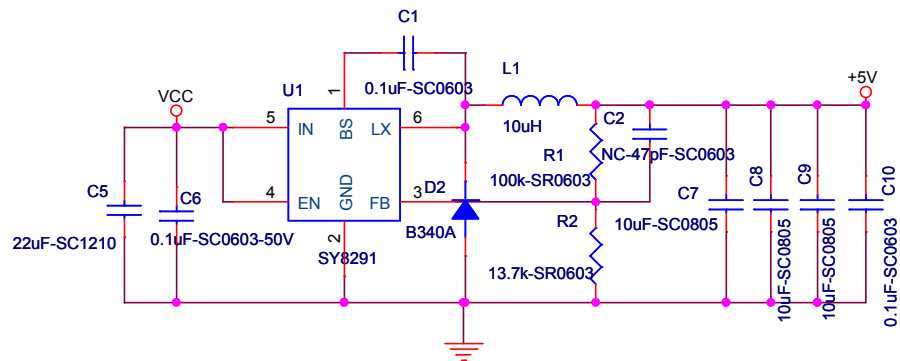 C1
0.1uF-SC0603
L1
10uH
+5V
VCC
U1
1
5
IN
BS
LX
6
4
EN
GND
FB
3
2
SY8291
D2
B340A
C2
NC-47pF-SC0603
R1
100k-SR0603
R2
13.7k-SR0603
C5
22uF-SC1210
C6
0.1uF-SC0603-50V
C7
10uF-SC0805
C8
10uF-SC0805
C9
10uF-SC0805
C10
0.1uF-SC0603